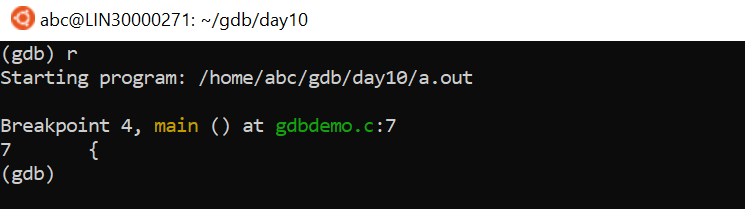 abc@LIN30000271: ~/gdb/day10
(gdb) r
Starting program: /home/abc/gdb/day10/a.out
Breakpoint 4, main () at gdbdemo.c:7
7       {
(gdb)